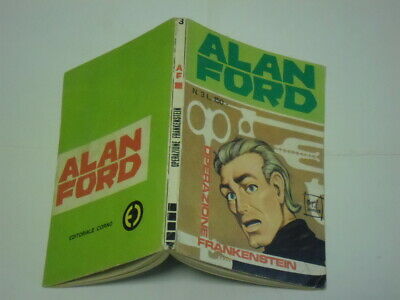 ALAN
FORD
N. 3 L. 150
OPERAZIONE
FRANKENSTEIN
3
AF
OPERAZIONE FRANKENSTEIN
ALAN
FORD
EDITORIALE CORNO